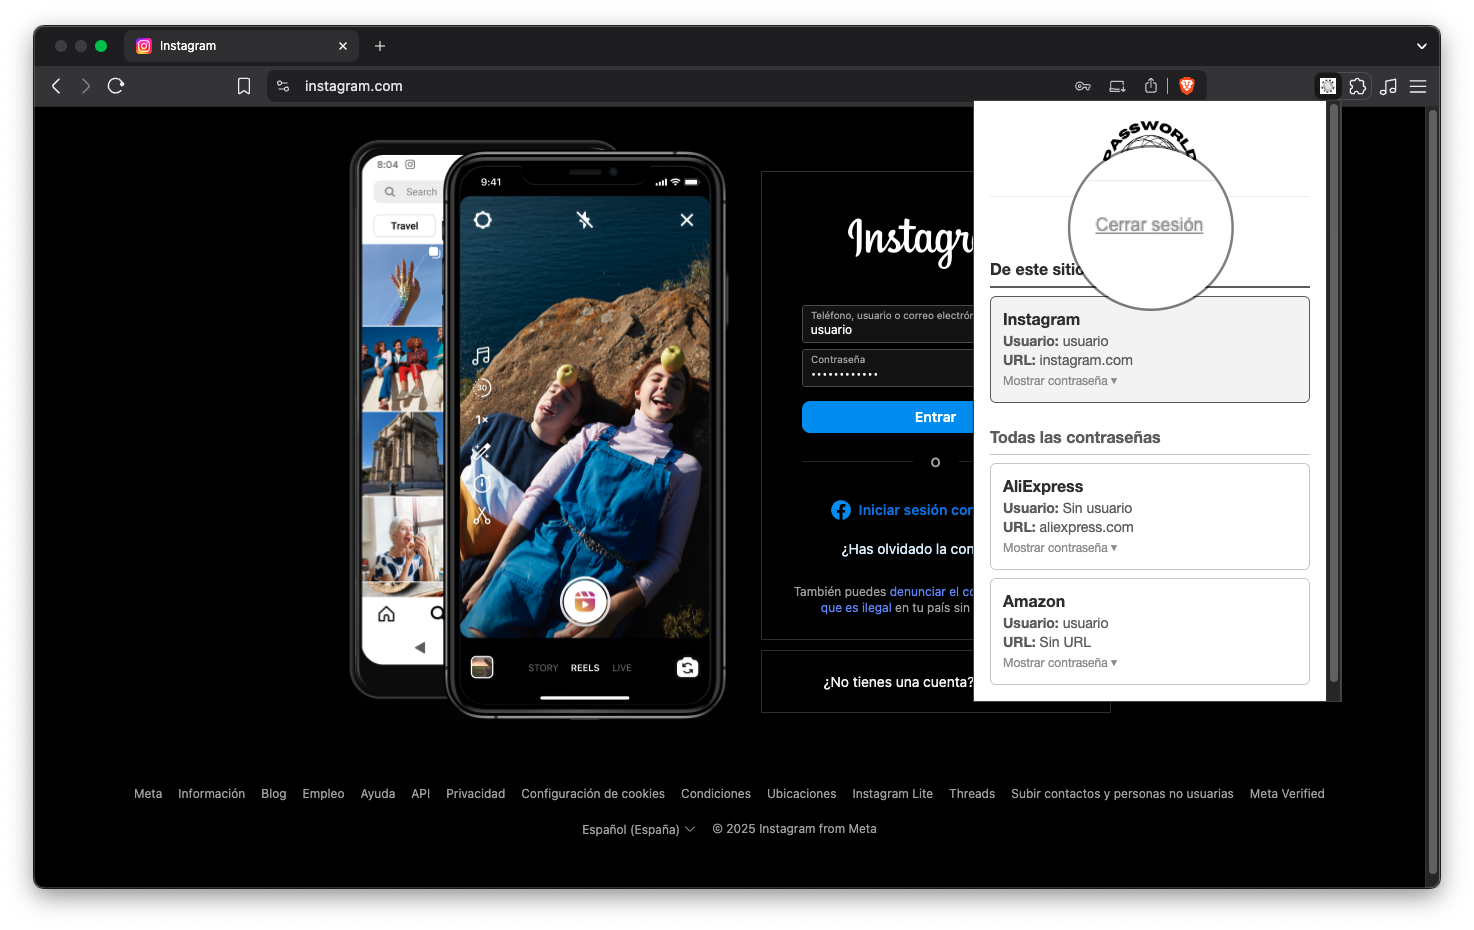 Instagram
instagram.com
PASSWORLD
Cerrar sesión
De este sitio
Instagram
Usuario: usuario
URL: instagram.com
Mostrar contraseña ▾
Todas las contraseñas
AliExpress
Usuario: Sin usuario
URL: aliexpress.com
Mostrar contraseña ▾
Amazon
Usuario: usuario
URL: Sin URL
Mostrar contraseña ▾
8:04
Search
Travel
9:41
30
1×
STORY REELS LIVE
Instagr
Teléfono, usuario o correo electrón
usuario
Contraseña
••••••••••••
Entrar
O
Iniciar sesión con
¿Has olvidado la con
También puedes denunciar el co
que es ilegal en tu país sin
¿No tienes una cuenta?
Meta Información Blog Empleo Ayuda API Privacidad Configuración de cookies Condiciones Ubicaciones Instagram Lite Threads Subir contactos y personas no usuarias Meta Verified
Español (España) © 2025 Instagram from Meta